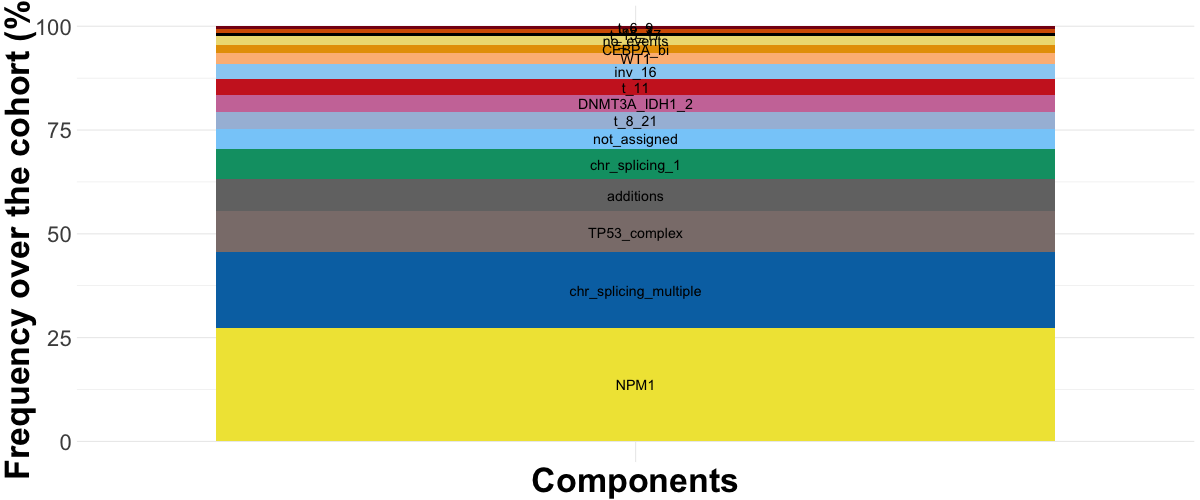 Frequency over the cohort (%
100
75
50
25
0
t_6_9
no_events
CEBPA_bi
WT1
inv_16
t_11
DNMT3A_IDH1_2
t_8_21
not_assigned
chr_splicing_1
additions
TP53_complex
chr_splicing_multiple
NPM1
Components